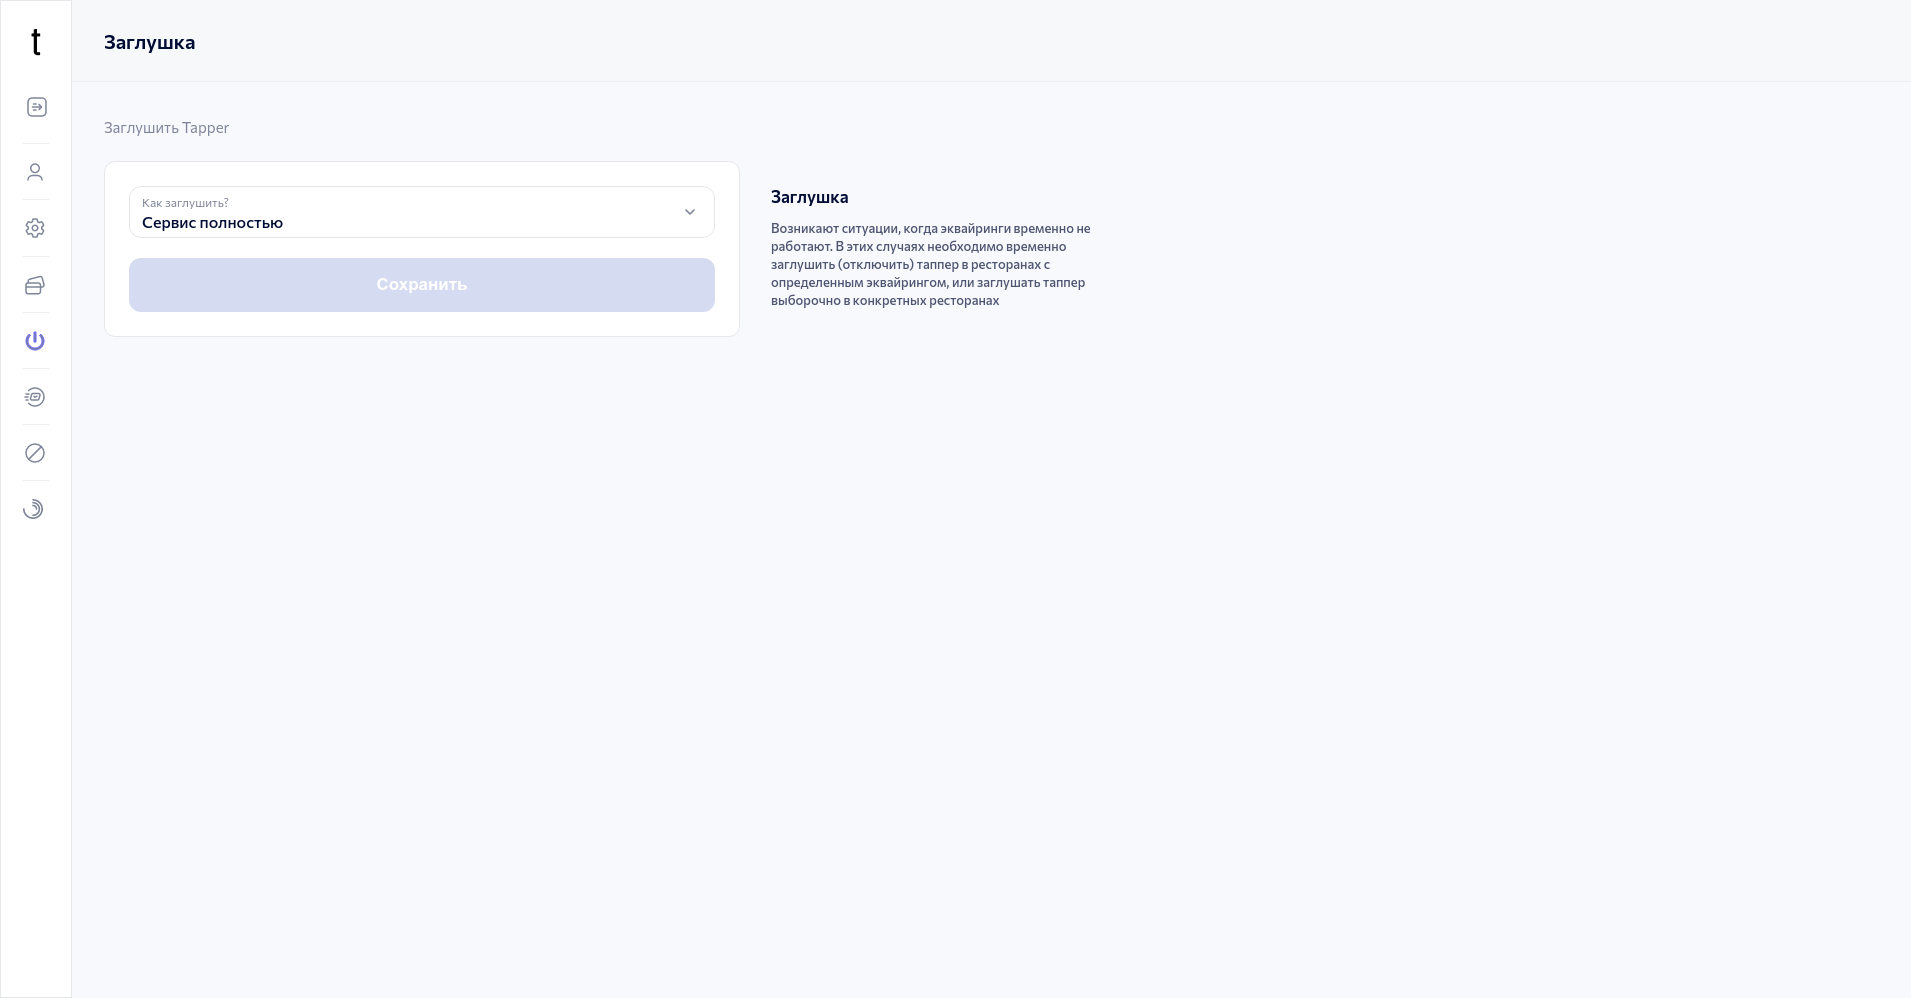 t
Заглушка
Заглушить Tapper
Как заглушить?
Сервис полностью
Сохранить
Заглушка
Возникают ситуации, когда эквайринги временно не
работают. В этих случаях необходимо временно
заглушить (отключить) таппер в ресторанах с
определенным эквайрингом, или заглушать таппер
выборочно в конкретных ресторанах